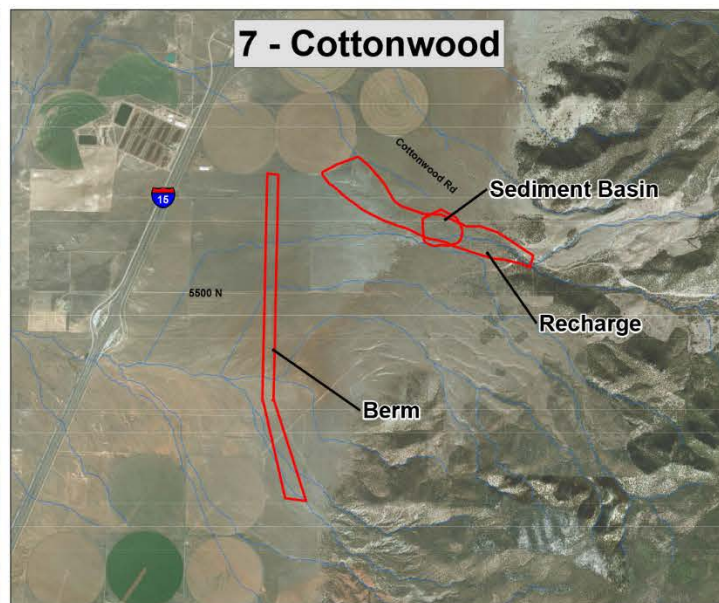 7 - Cottonwood
Cottonwood Rd
Sediment Basin
15
5500 N
Recharge
Berm